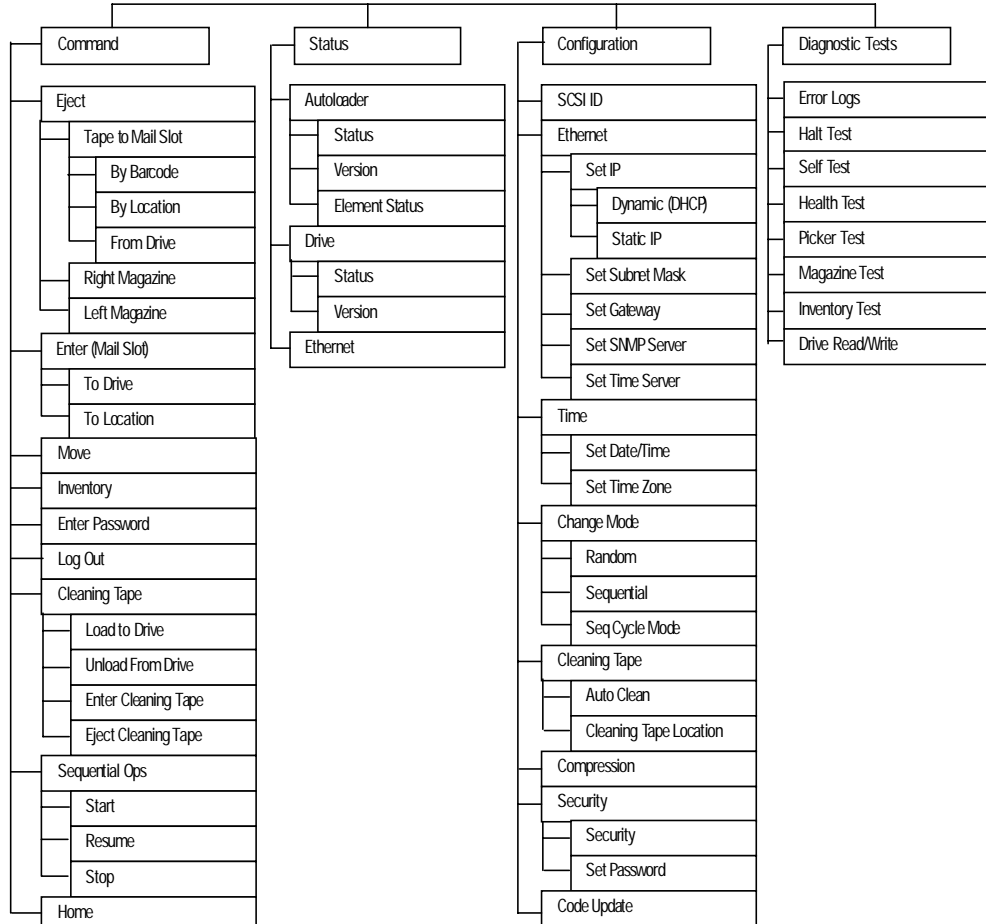 Command
Eject
Tape to Mail Slot
By Barcode
By Location
From Drive
Right Magazine
Left Magazine
Enter (Mail Slot)
To Drive
To Location
Move
Inventory
Enter Password
Log Out
Cleaning Tape
Load to Drive
Unload From Drive
Enter Cleaning Tape
Eject Cleaning Tape
Sequential Ops
Start
Resume
Stop
Home
Status
Autoloader
Status
Version
Element Status
Drive
Status
Version
Ethernet
Configuration
SCSI ID
Ethernet
Set IP
Dynamic (DHCP)
Static IP
Set Subnet Mask
Set Gateway
Set SNMP Server
Set Time Server
Time
Set Date/Time
Set Time Zone
Change Mode
Random
Sequential
Seq Cycle Mode
Cleaning Tape
Auto Clean
Cleaning Tape Location
Compression
Security
Security
Set Password
Code Update
Diagnostic Tests
Error Logs
Halt Test
Self Test
Health Test
Picker Test
Magazine Test
Inventory Test
Drive Read/Write